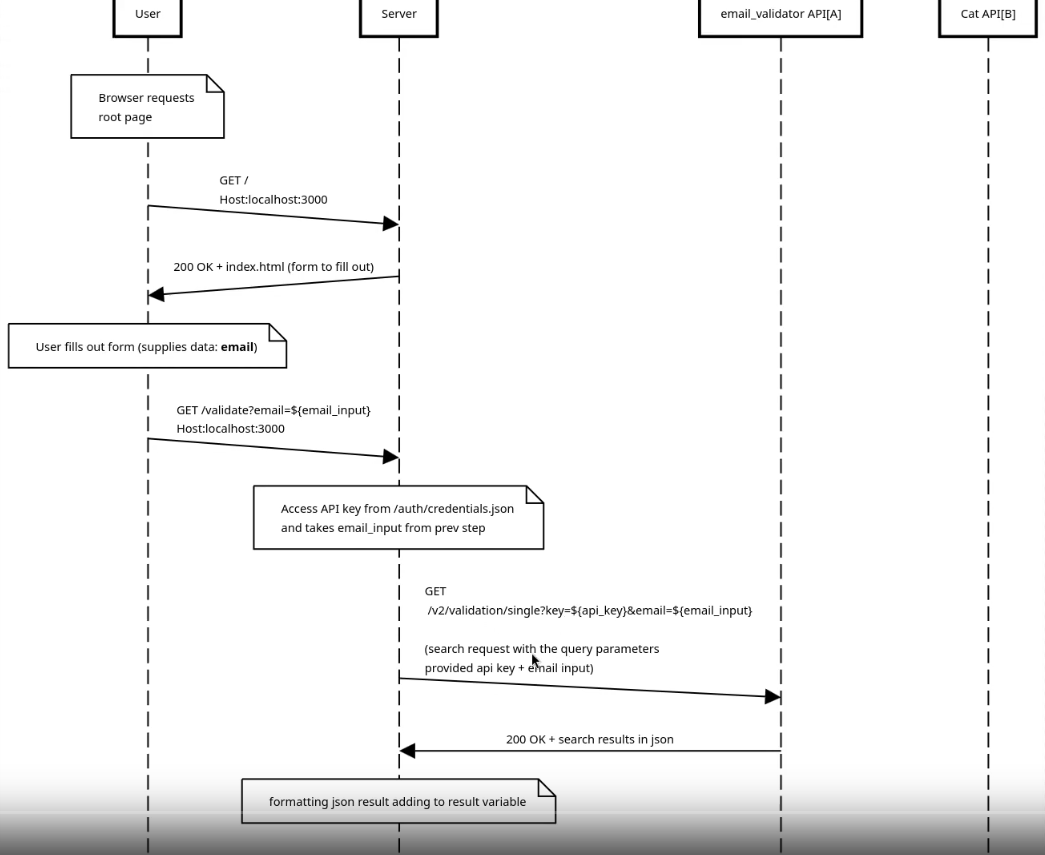 User
Server
email_validator API[A]
Cat API[B]
Browser requests
root page
GET /
Host:localhost:3000
200 OK + index.html (form to fill out)
User fills out form (supplies data: email)
GET /validate?email=${email_input}
Host:localhost:3000
Access API key from /auth/credentials.json
and takes email_input from prev step
GET
/v2/validation/single?key=${api_key}&email=${email_input}
(search request with the query parameters
provided api key + email input)
200 OK + search results in json
formatting json result adding to result variable